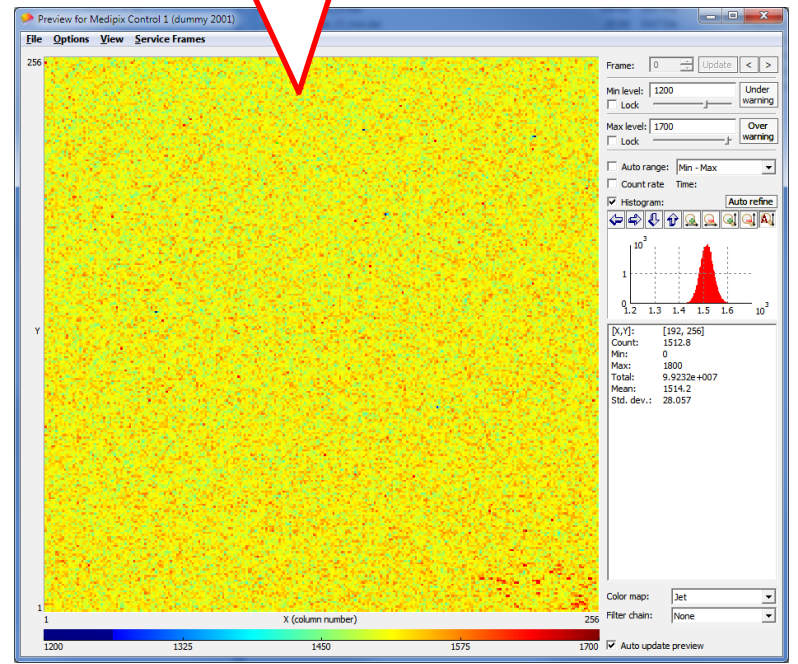 Preview for Medipix Control 1 (dummy 2001)
File Options View Service Frames
256
Y
1
1 X (column number) 256
1200 1325 1450 1575 1700
Frame: 0 Update < >
Min level: 1200 Under warning
Lock
Max level: 1700 Over warning
Lock
Auto range: Min - Max
Count rate Time:
Histogram: Auto refine
A
10³
1
0
1.2 1.3 1.4 1.5 1.6 10³
[X,Y]: [192, 256]
Count: 1512.8
Min: 0
Max: 1800
Total: 9.9232e+007
Mean: 1514.2
Std. dev.: 28.057
Color map: Jet
Filter chain: None
Auto update preview